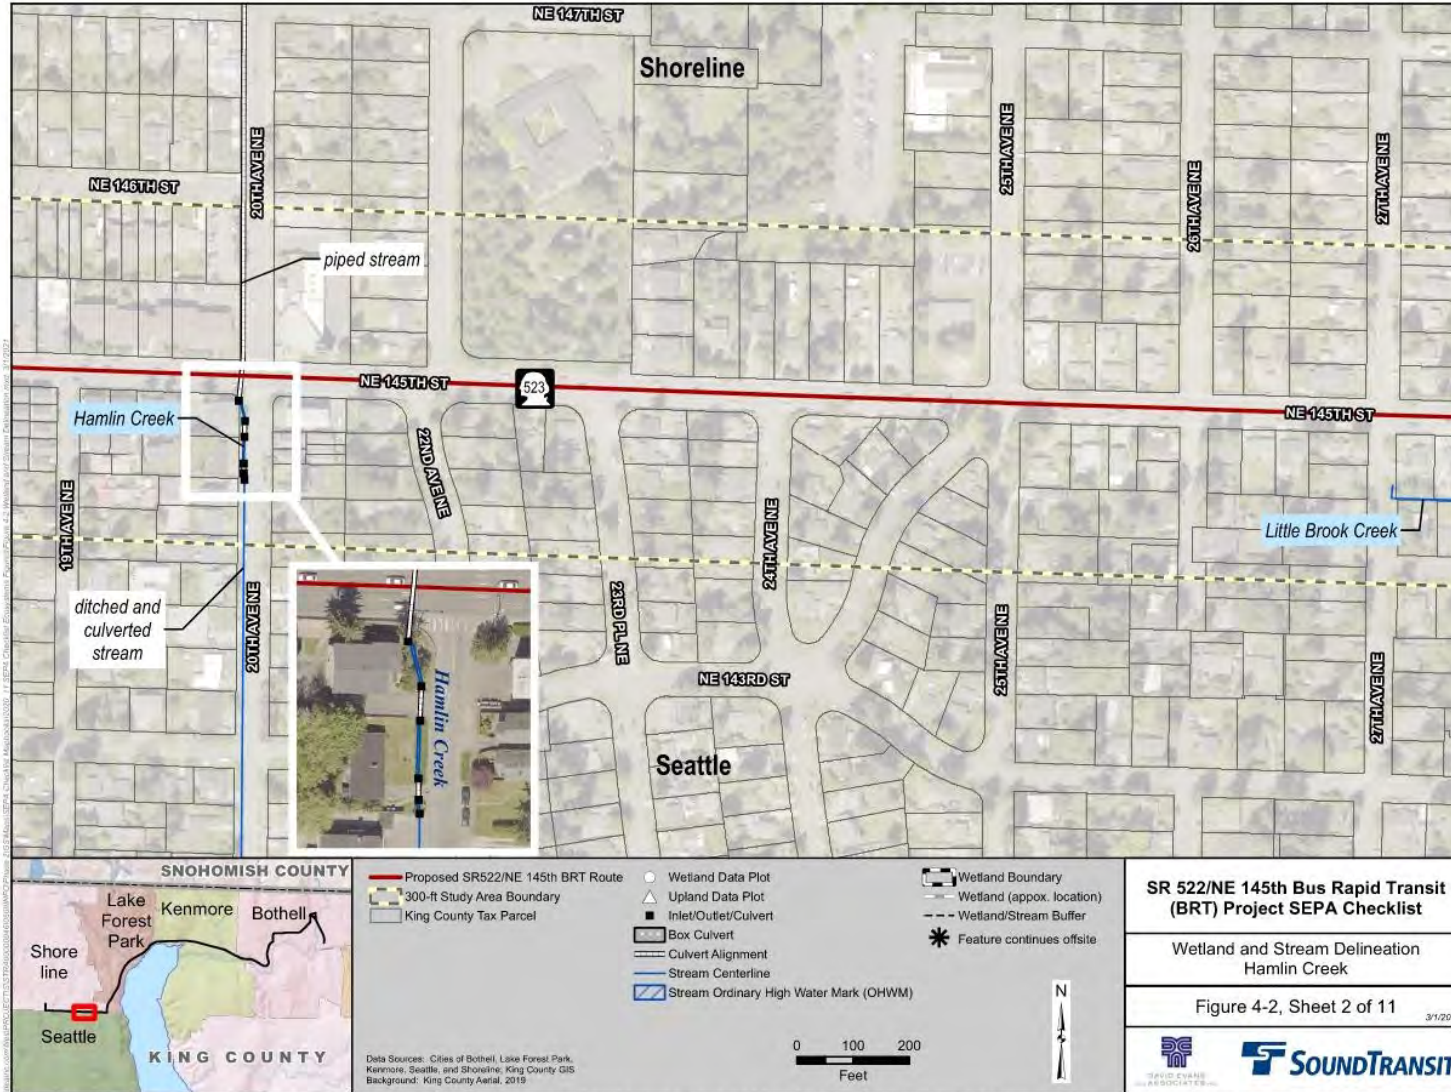 NE 147TH ST
Shoreline
20TH AVE NE
25TH AVE NE
26TH AVE NE
27TH AVE NE
NE 146TH ST
piped stream
NE 145TH ST
523
NE 145TH ST
Hamlin Creek
22ND AVE NE
19TH AVE NE
24TH AVE NE
Little Brook Creek
ditched and
culverted
stream
20TH AVE NE
23RD PL NE
25TH AVE NE
27TH AVE NE
NE 143RD ST
Hamlin Creek
Seattle
SNOHOMISH COUNTY
Lake
Forest
Park
Kenmore
Bothell
Shore
line
Seattle
KING COUNTY
Proposed SR522/NE 145th BRT Route
300-ft Study Area Boundary
King County Tax Parcel
Wetland Data Plot
Upland Data Plot
Inlet/Outlet/Culvert
Box Culvert
Culvert Alignment
Stream Centerline
Stream Ordinary High Water Mark (OHWM)
Wetland Boundary
Wetland (appox. location)
Wetland/Stream Buffer
Feature continues offsite
Data Sources: Cities of Bothell, Lake Forest Park,
Kenmore, Seattle, and Shoreline; King County GIS
Background: King County Aerial, 2019
0 100 200
Feet
N
SR 522/NE 145th Bus Rapid Transit
(BRT) Project SEPA Checklist
Wetland and Stream Delineation
Hamlin Creek
Figure 4-2, Sheet 2 of 11
3/1/20
DAVID EVANS
ASSOCIATES
SOUNDTRANSIT